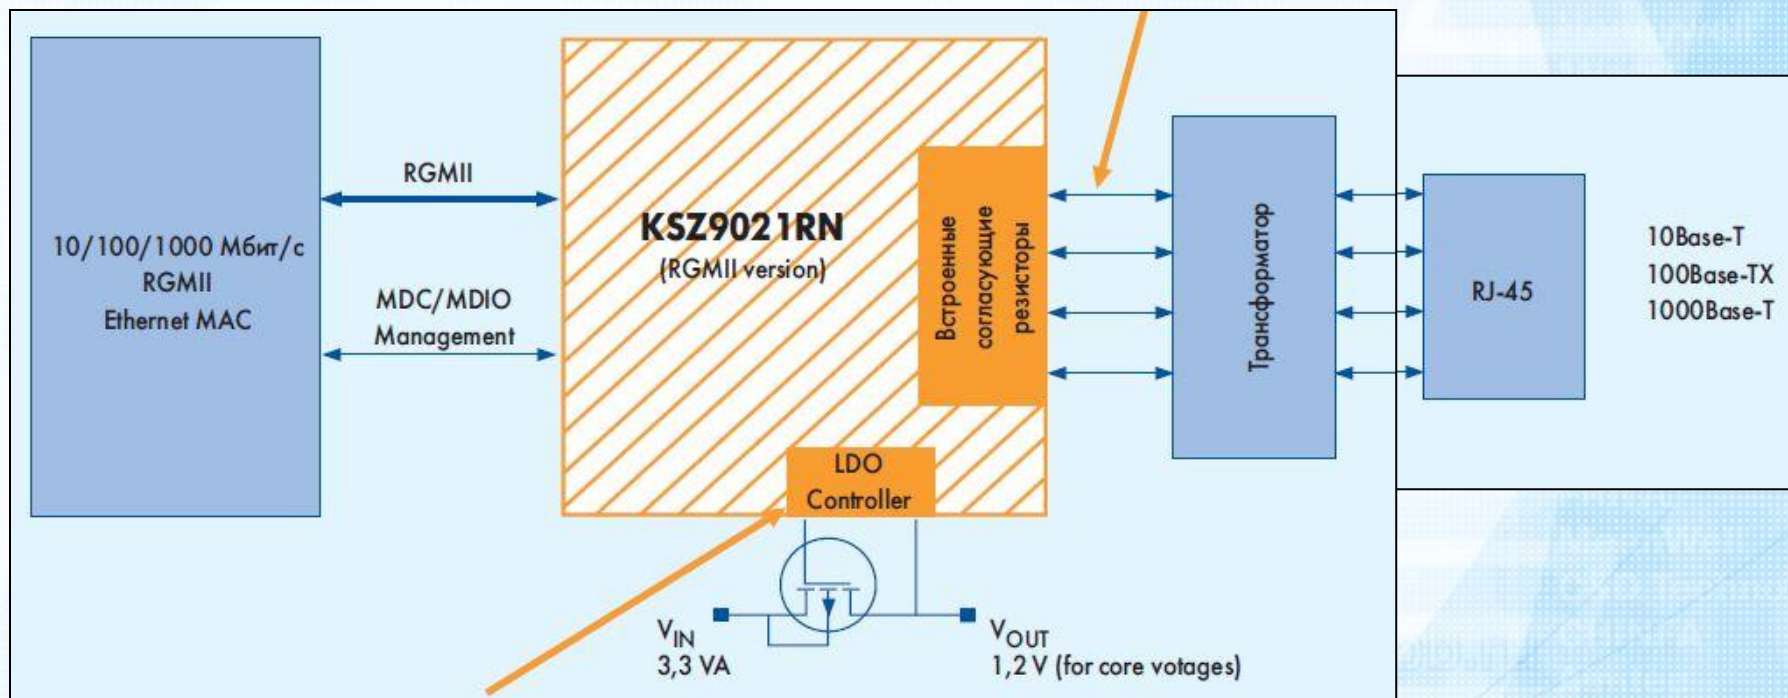 10/100/1000 Мбит/с
RGMII
Ethernet MAC
RGMII
MDC/MDIO
Management
KSZ9021RN
(RGMII version)
Встроенные
согласующие
резисторы
LDO
Controller
Трансформатор
RJ-45
10Base-T
100Base-TX
1000Base-T
VIN
3,3 VA
VOUT
1,2 V (for core votages)